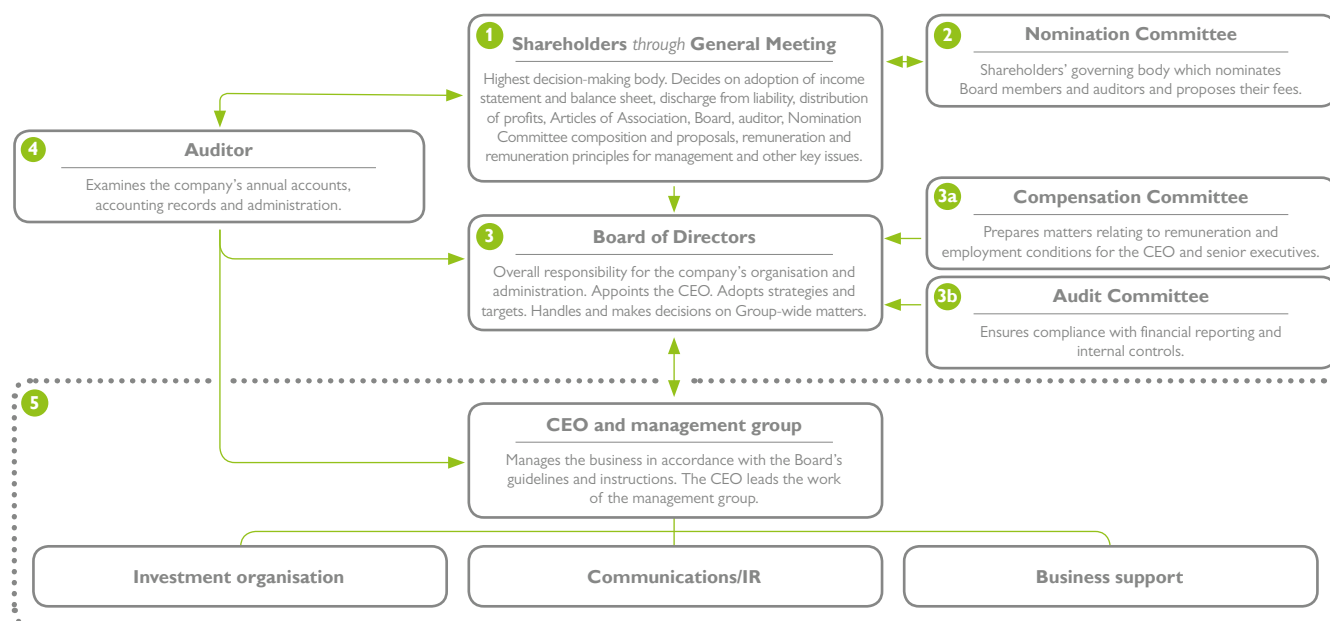 1
Shareholders through General Meeting
Highest decision-making body. Decides on adoption of income
statement and balance sheet, discharge from liability, distribution
of profits, Articles of Association, Board, auditor, Nomination
Committee composition and proposals, remuneration and
remuneration principles for management and other key issues.
2
Nomination Committee
Shareholders’ governing body which nominates
Board members and auditors and proposes their fees.
4
Auditor
Examines the company’s annual accounts,
accounting records and administration.
3
Board of Directors
Overall responsibility for the company’s organisation and
administration. Appoints the CEO. Adopts strategies and
targets. Handles and makes decisions on Group-wide matters.
3a
Compensation Committee
Prepares matters relating to remuneration and
employment conditions for the CEO and senior executives.
3b
Audit Committee
Ensures compliance with financial reporting and
internal controls.
5
CEO and management group
Manages the business in accordance with the Board’s
guidelines and instructions. The CEO leads the work
of the management group.
Investment organisation
Communications/IR
Business support